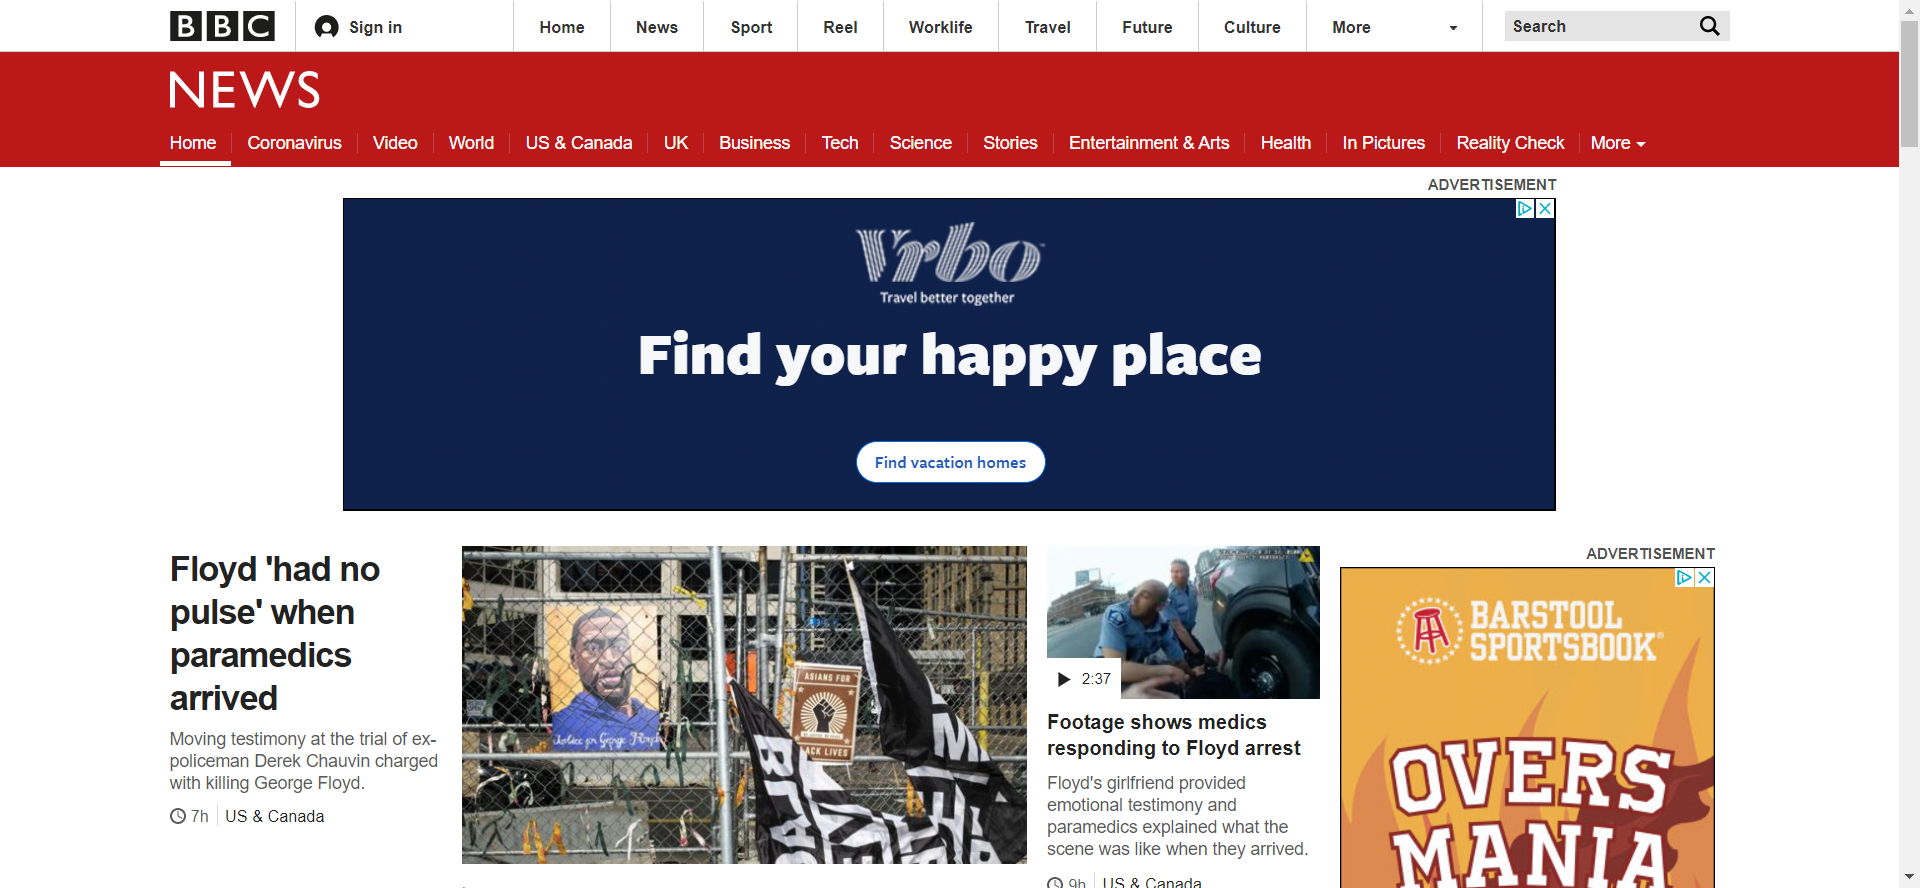 BBC
Sign in
Home
News
Sport
Reel
Worklife
Travel
Future
Culture
More
Search
NEWS
Home
Coronavirus
Video
World
US & Canada
UK
Business
Tech
Science
Stories
Entertainment & Arts
Health
In Pictures
Reality Check
More
ADVERTISEMENT
Vrbo
Travel better together
Find your happy place
Find vacation homes
Floyd 'had no
pulse' when
paramedics
arrived
Moving testimony at the trial of ex-
policeman Derek Chauvin charged
with killing George Floyd.
7h
US & Canada
Justice for George Floyd
ASIANS FOR
BLACK LIVES
2:37
Footage shows medics
responding to Floyd arrest
Floyd's girlfriend provided
emotional testimony and
paramedics explained what the
scene was like when they arrived.
9h
US & Canada
ADVERTISEMENT
BARSTOOL
SPORTSBOOK®
OVERS
MANIA